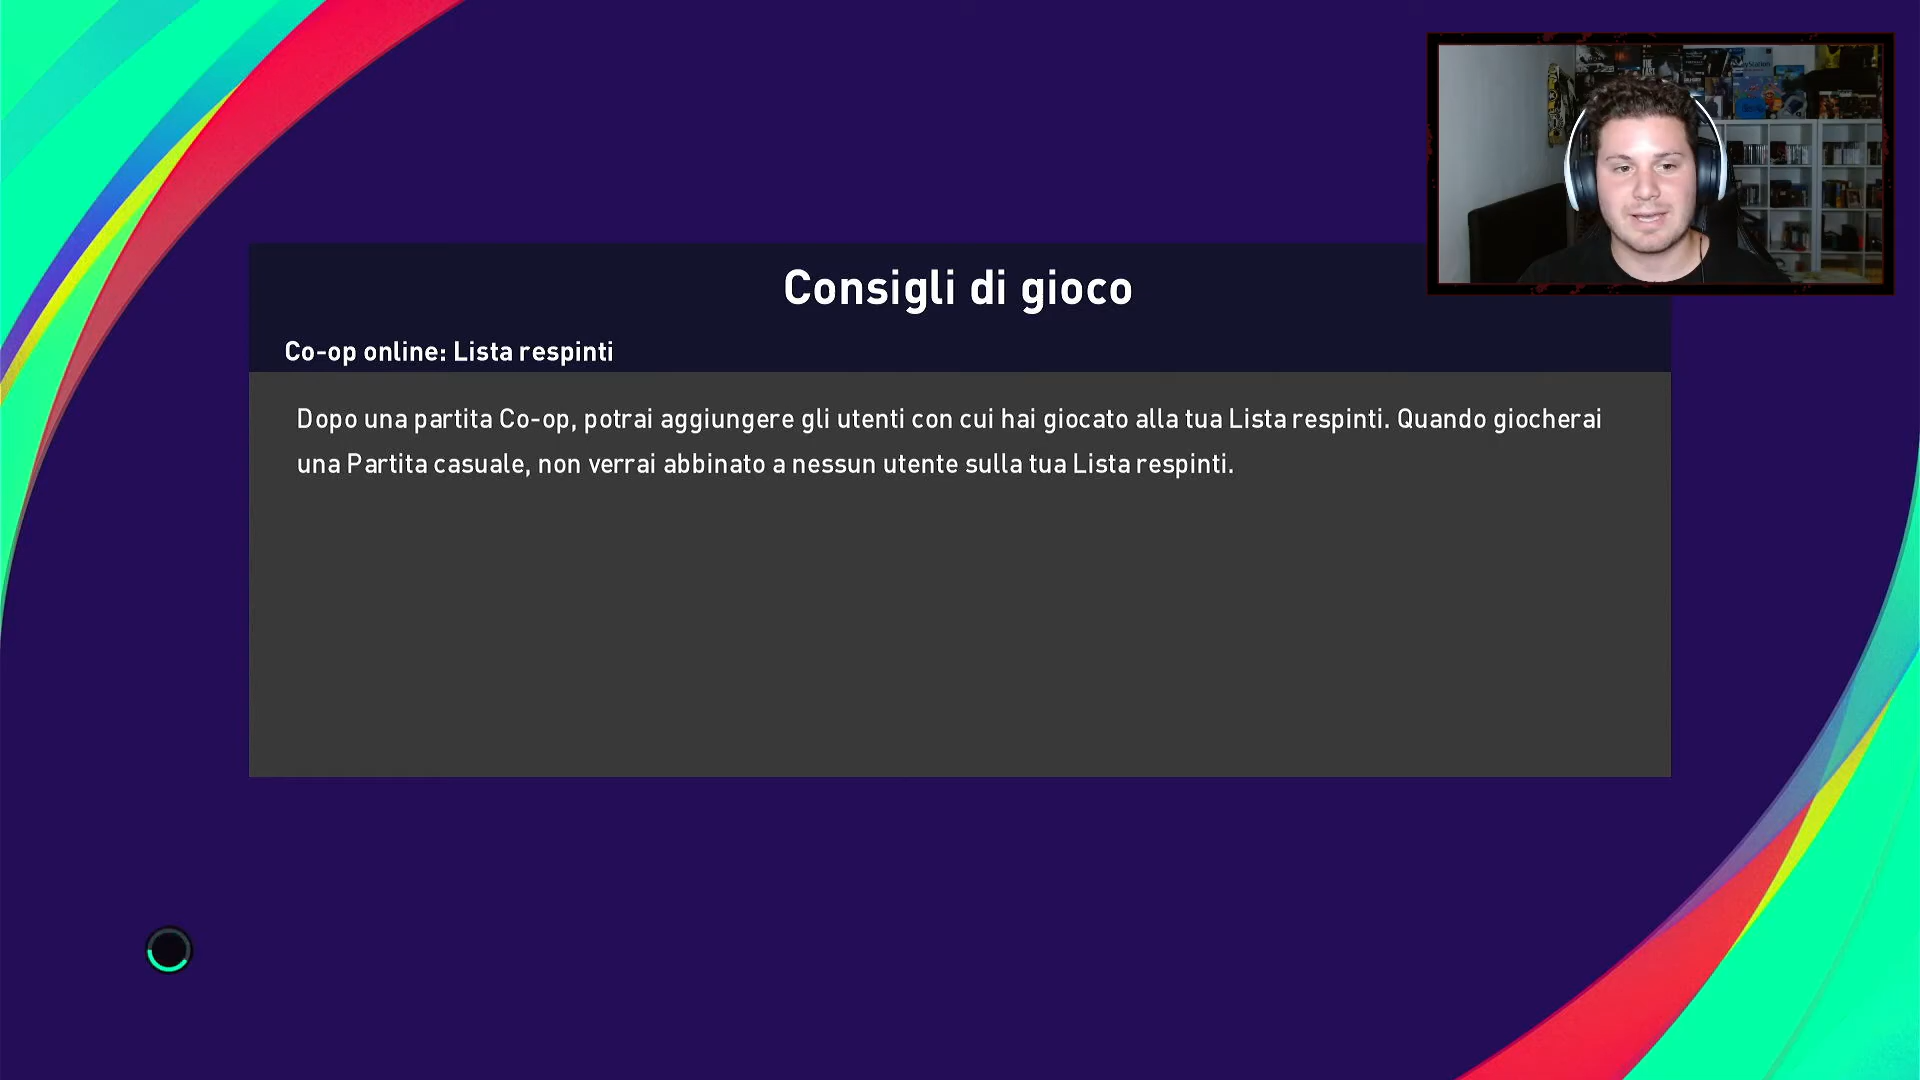 Consigli di gioco
Co-op online: Lista respinti
Dopo una partita Co-op, potrai aggiungere gli utenti con cui hai giocato alla tua Lista respinti. Quando giocherai
una Partita casuale, non verrai abbinato a nessun utente sulla tua Lista respinti.